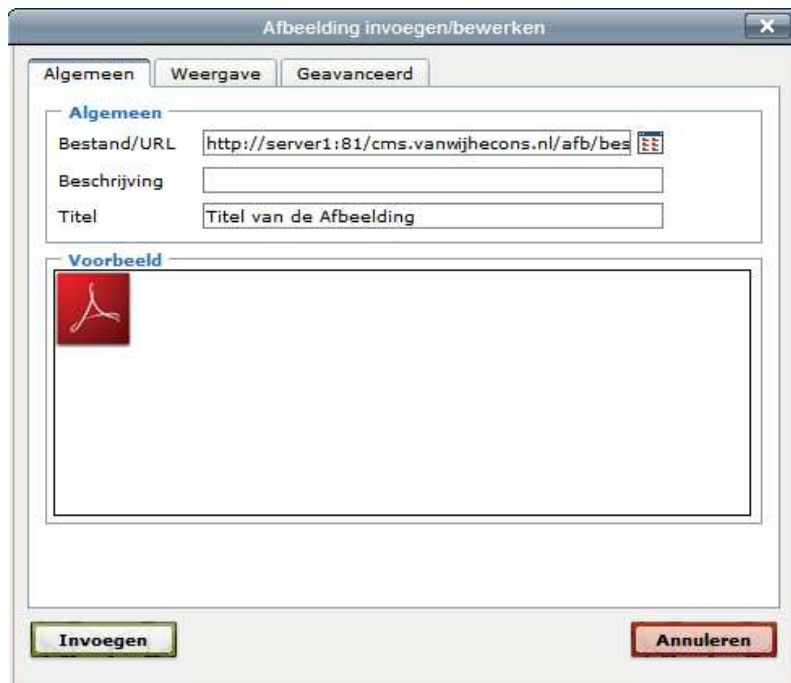 Afbeelding invoegen/bewerken
Algemeen Weergave Geavanceerd
Algemeen
Bestand/URL http://server1:81/cms.vanwijhecons.nl/afb/bes
Beschrijving
Titel Titel van de Afbeelding
Voorbeeld
Invoegen Annuleren